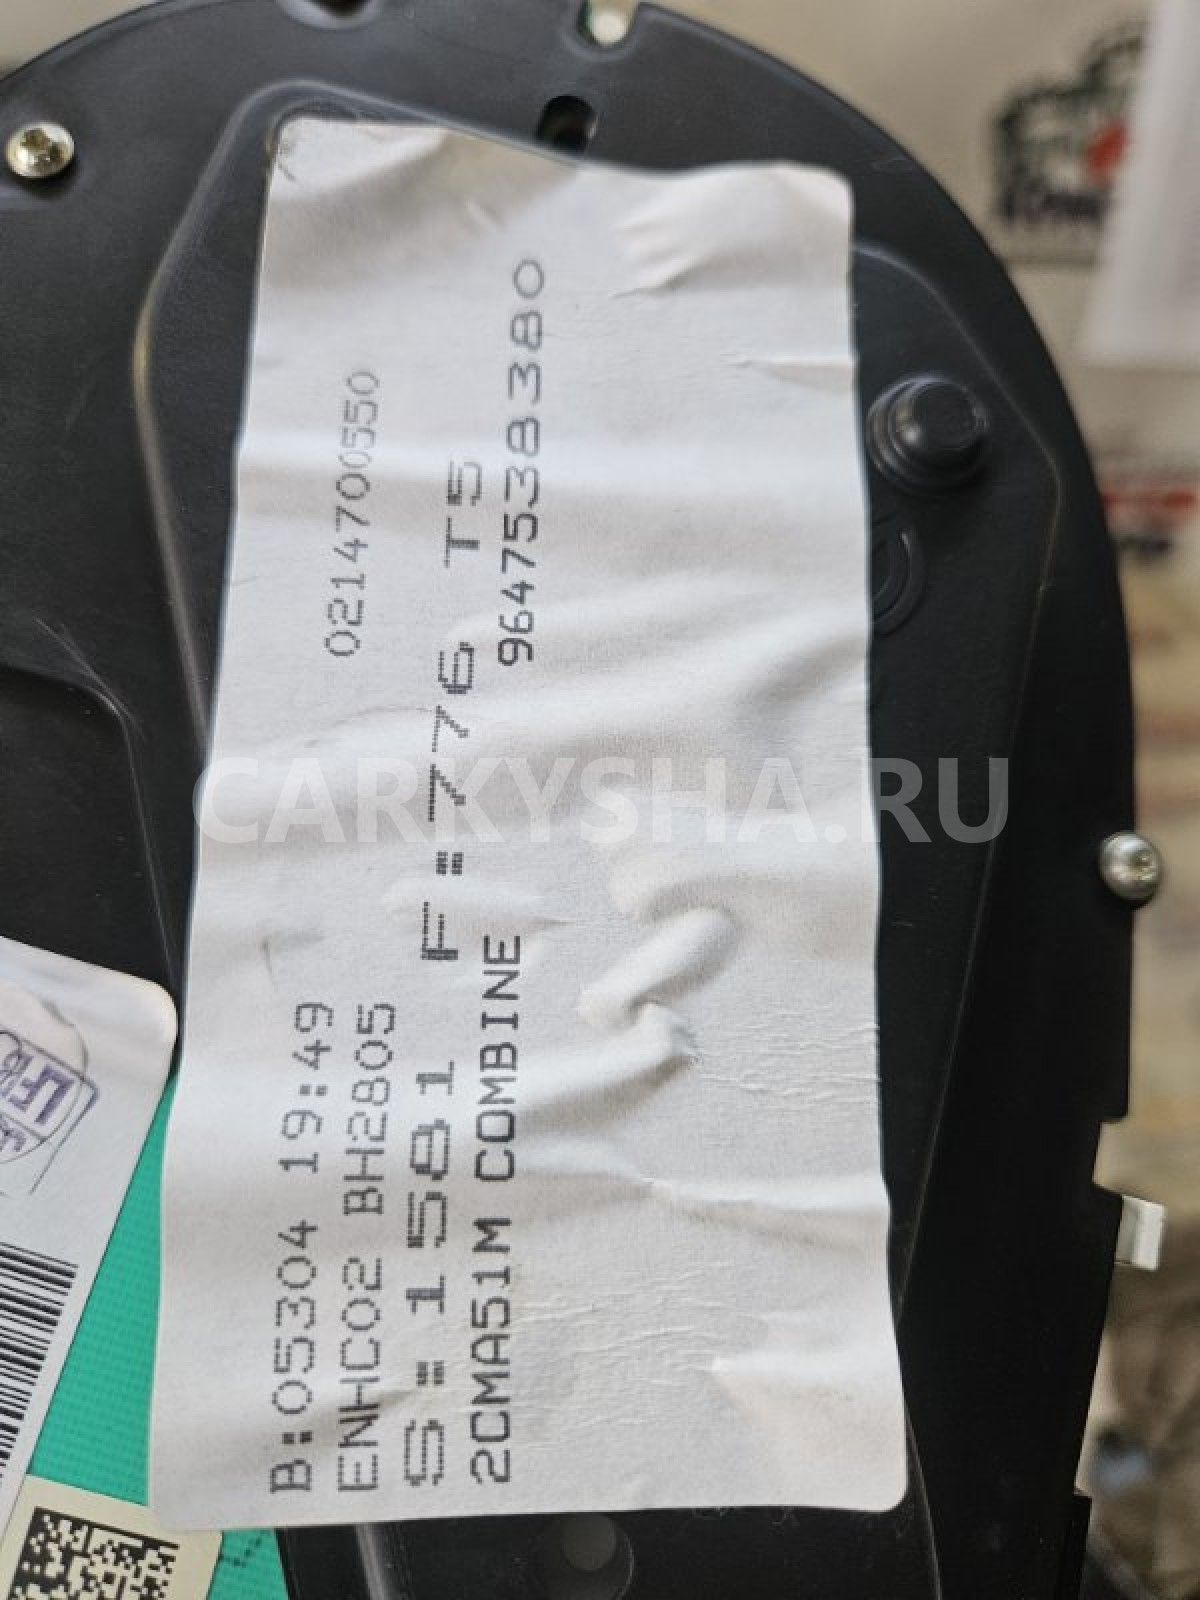 B:05304 19:49 0214700550
ENHC02 BH2805
S:1581 F:776 T5
2CMA51M COMBINE 9647538380
CARKYSHA.RU